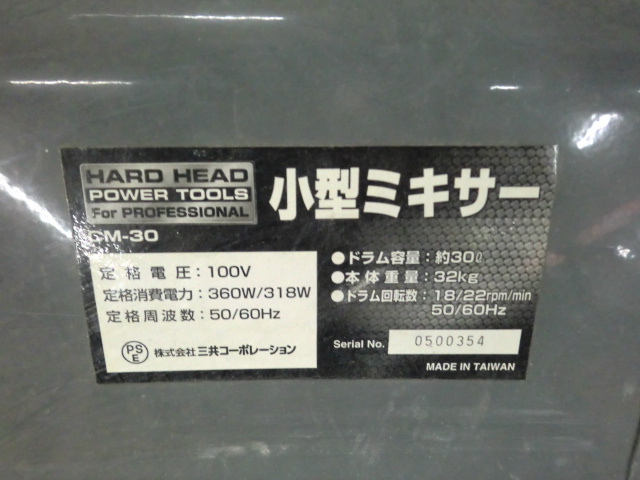 HARD HEAD
POWER TOOLS
For PROFESSIONAL
小型ミキサー
CM-30
定格電圧：100V
定格消費電力：360W/318W
定格周波数：50/60Hz
PS
E
株式会社 三共コーポレーション
●ドラム容量：約30ℓ
●本体重量：32kg
●ドラム回転数：18/22rpm/min
50/60Hz
Serial No. 0500354
MADE IN TAIWAN